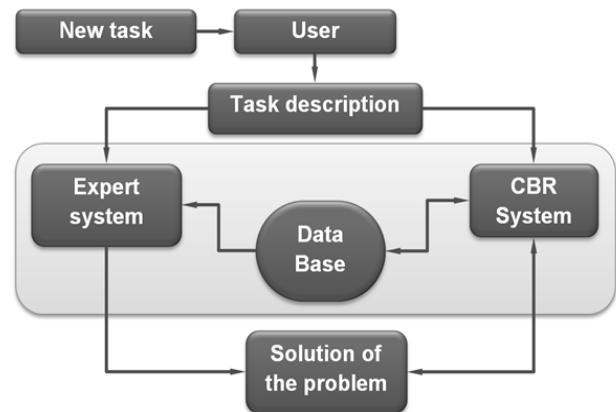 New task
User
Task description
Expert
system
CBR
System
Data
Base
Solution of
the problem